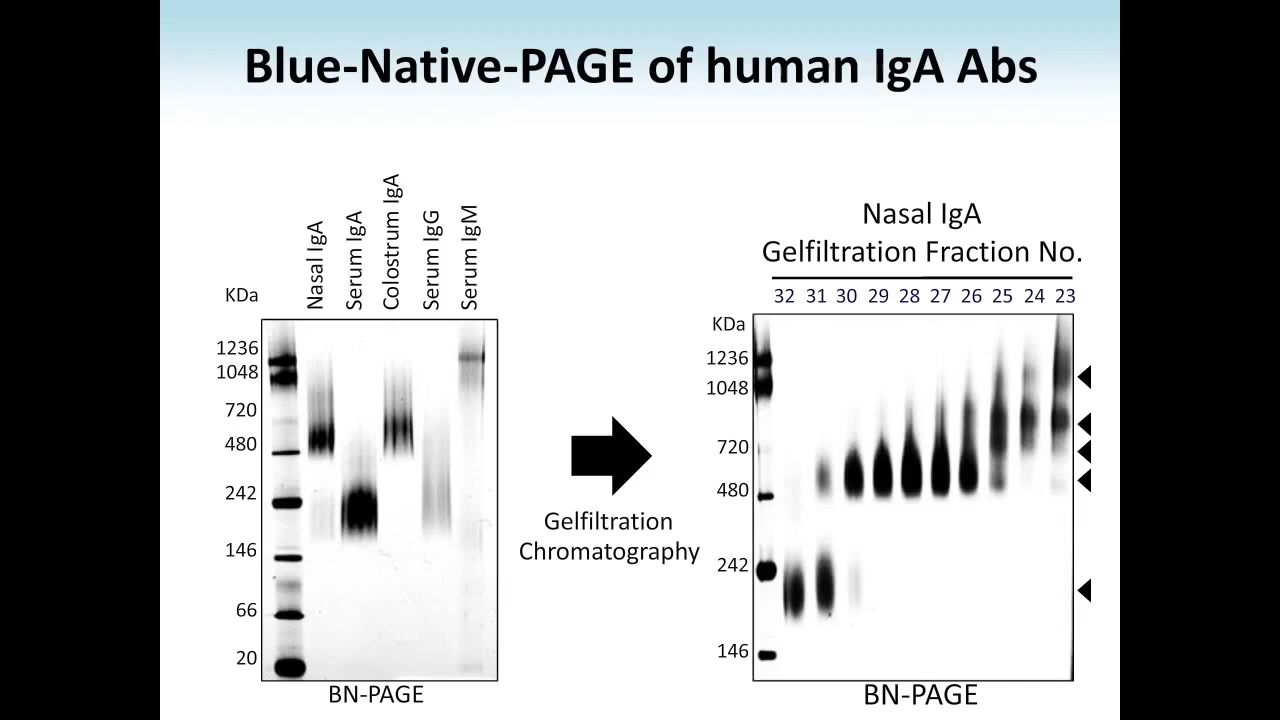 Blue-Native-PAGE of human IgA Abs
Nasal IgA
Serum IgA
Colostrum IgA
Serum IgG
Serum IgM
KDa
1236
1048
720
480
242
146
66
20
BN-PAGE
Gelfiltration
Chromatography
Nasal IgA
Gelfiltration Fraction No.
32 31 30 29 28 27 26 25 24 23
KDa
1236
1048
720
480
242
146
BN-PAGE